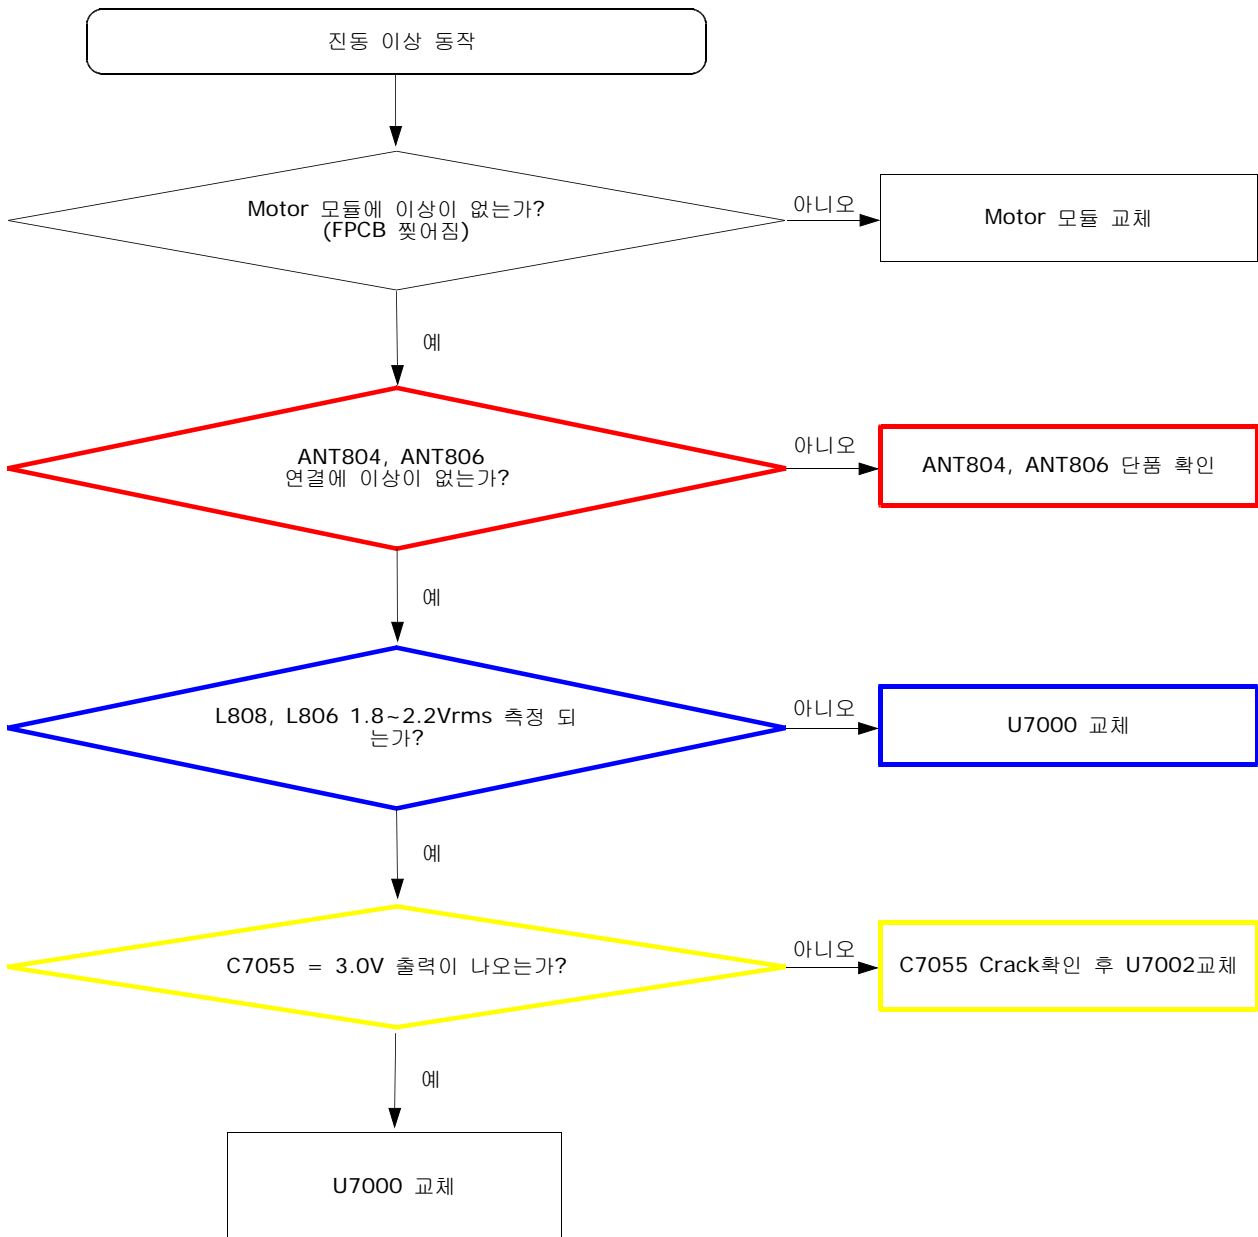 진동 이상 동작
Motor 모듈에 이상이 없는가?
(FPCB 찢어짐)
아니오
Motor 모듈 교체
예
ANT804, ANT806
연결에 이상이 없는가?
아니오
ANT804, ANT806 단품 확인
예
L808, L806 1.8~2.2Vrms 측정 되
는가?
아니오
U7000 교체
예
C7055 = 3.0V 출력이 나오는가?
아니오
C7055 Crack확인 후 U7002교체
예
U7000 교체